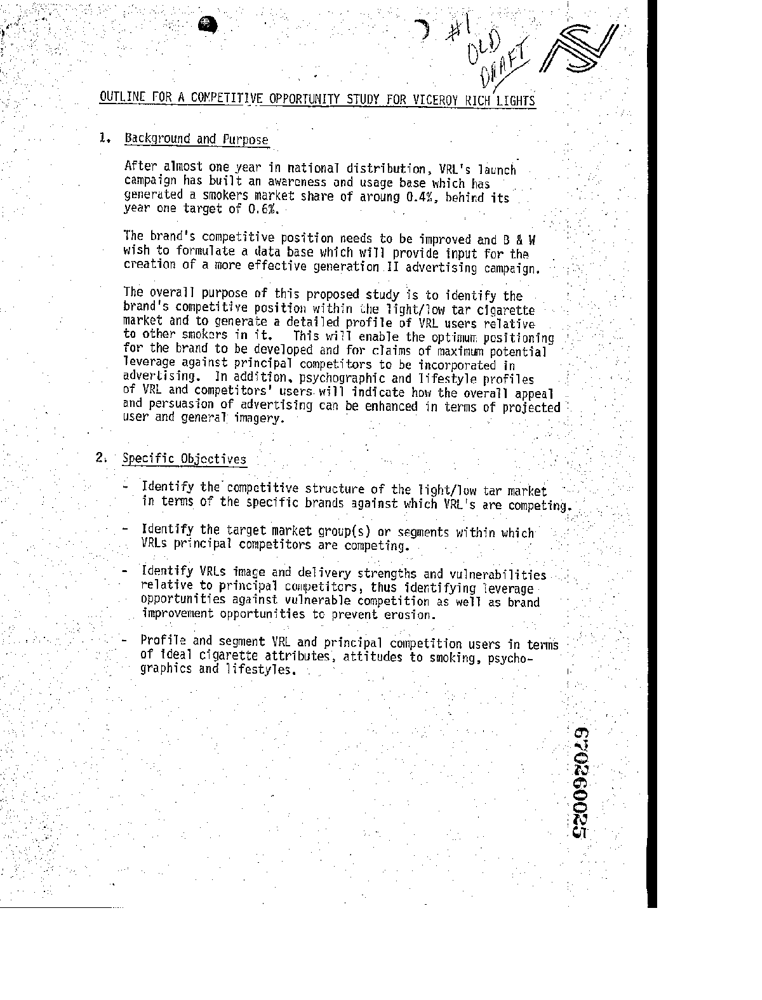 #1
OLD
DRAFT
OUTLINE FOR A COMPETITIVE OPPORTUNITY STUDY FOR VICEROY RICH LIGHTS
1. Background and Purpose
After almost one year in national distribution, VRL's launch
campaign has built an awareness and usage base which has
generated a smokers market share of aroung 0.4%, behind its
year one target of 0.6%.
The brand's competitive position needs to be improved and B & W
wish to formulate a data base which will provide input for the
creation of a more effective generation II advertising campaign.
The overall purpose of this proposed study is to identify the
brand's competitive position within the light/low tar cigarette
market and to generate a detailed profile of VRL users relative
to other smokers in it. This will enable the optimum positioning
for the brand to be developed and for claims of maximum potential
leverage against principal competitors to be incorporated in
advertising. In addition, psychographic and lifestyle profiles
of VRL and competitors' users will indicate how the overall appeal
and persuasion of advertising can be enhanced in terms of projected
user and general imagery.
2. Specific Objectives
- Identify the competitive structure of the light/low tar market
in terms of the specific brands against which VRL's are competing.
- Identify the target market group(s) or segments within which
VRLs principal competitors are competing.
- Identify VRLs image and delivery strengths and vulnerabilities
relative to principal competitors, thus identifying leverage
opportunities against vulnerable competition as well as brand
improvement opportunities to prevent erosion.
- Profile and segment VRL and principal competition users in terms
of ideal cigarette attributes, attitudes to smoking, psycho-
graphics and lifestyles.
670260025